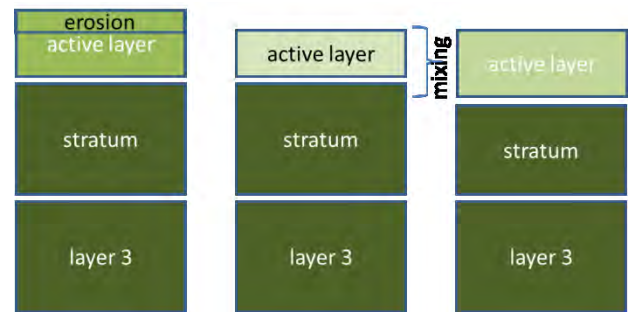 erosion
active layer
stratum
layer 3
active layer
stratum
layer 3
mixing
active layer
stratum
layer 3